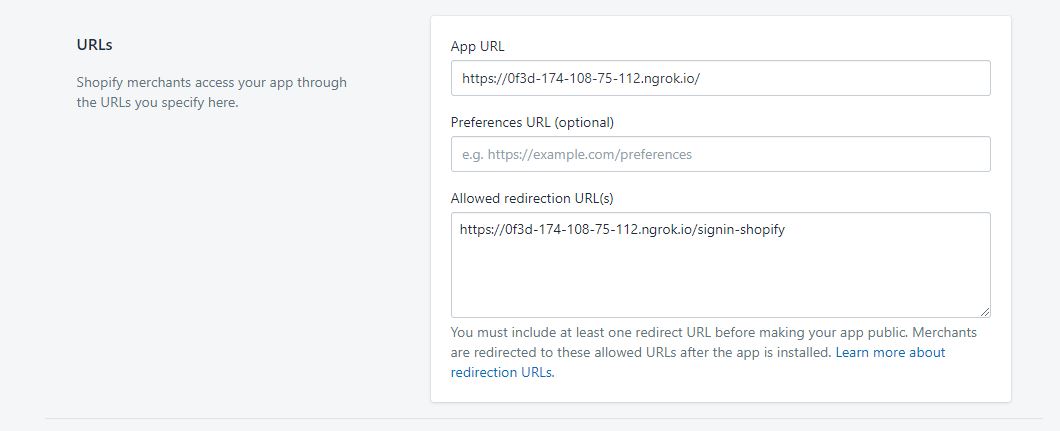 URLs
Shopify merchants access your app through
the URLs you specify here.
App URL
https://0f3d-174-108-75-112.ngrok.io/
Preferences URL (optional)
e.g. https://example.com/preferences
Allowed redirection URL(s)
https://0f3d-174-108-75-112.ngrok.io/signin-shopify
You must include at least one redirect URL before making your app public. Merchants
are redirected to these allowed URLs after the app is installed. Learn more about
redirection URLs.